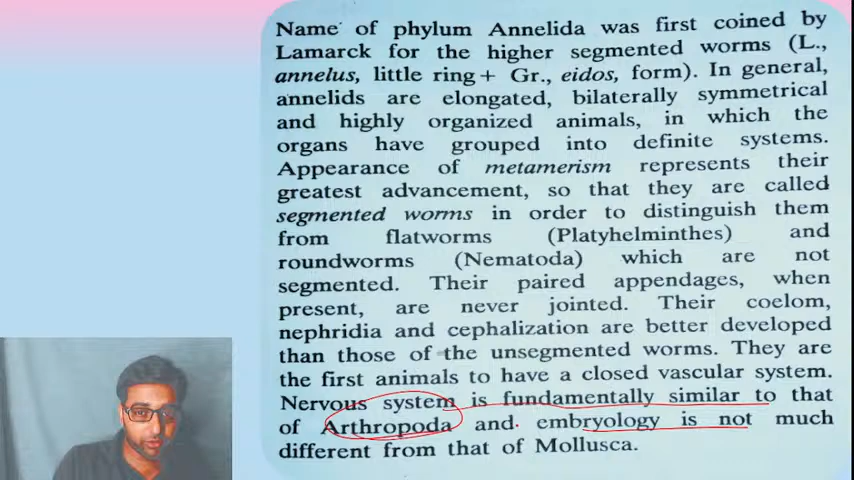 Name of phylum Annelida was first coined by
Lamarck for the higher segmented worms (L.,
annelus, little ring + Gr., eidos, form). In general,
annelids are elongated, bilaterally symmetrical
and highly organized animals, in which the
organs have grouped into definite systems.
Appearance of metamerism represents their
greatest advancement, so that they are called
segmented worms in order to distinguish them
from flatworms (Platyhelminthes) and
roundworms (Nematoda) which are not
segmented. Their paired appendages, when
present, are never jointed. Their coelom,
nephridia and cephalization are better developed
than those of the unsegmented worms. They are
the first animals to have a closed vascular system.
Nervous system is fundamentally similar to that
of Arthropoda and embryology is not much
different from that of Mollusca.